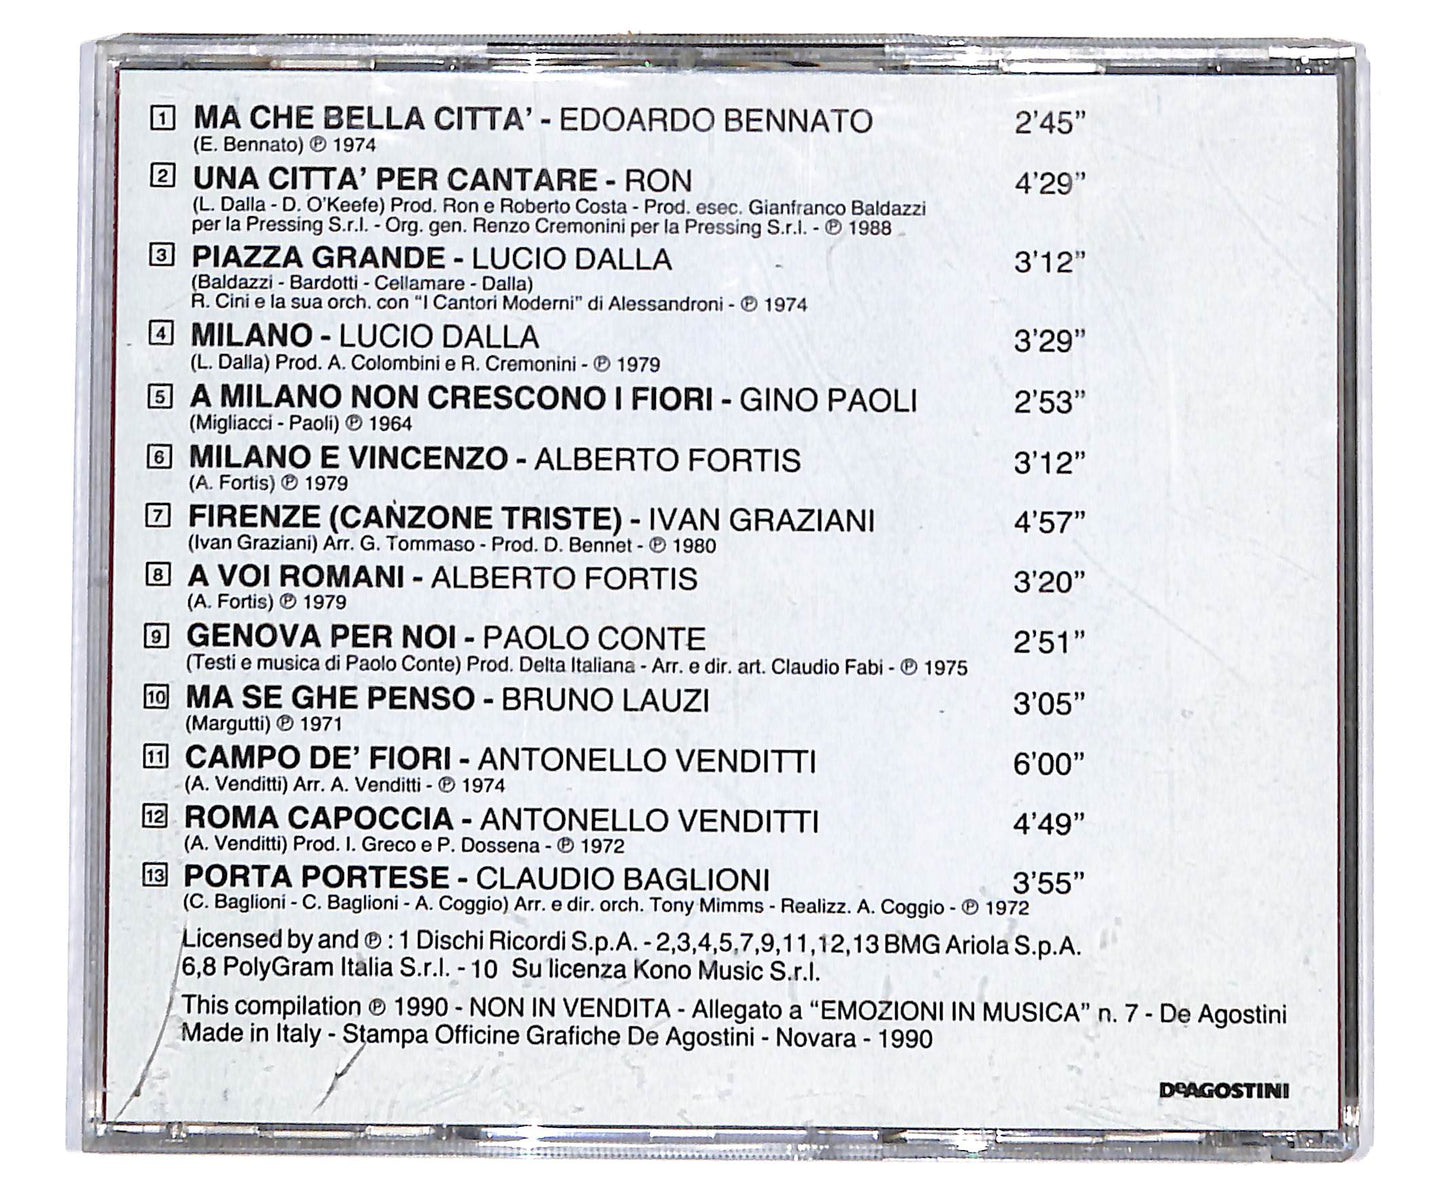 1 MA CHE BELLA CITTA' - EDOARDO BENNATO 2'45"
(E. Bennato) ℗ 1974
2 UNA CITTA' PER CANTARE - RON 4'29"
(L. Dalla - D. O'Keefe) Prod. Ron e Roberto Costa - Prod. esec. Gianfranco Baldazzi
per la Pressing S.r.l. - Org. gen. Renzo Cremonini per la Pressing S.r.l. - ℗ 1988
3 PIAZZA GRANDE - LUCIO DALLA 3'12"
(Baldazzi - Bardotti - Cellamare - Dalla)
R. Cini e la sua orch. con "I Cantori Moderni" di Alessandroni - ℗ 1974
4 MILANO - LUCIO DALLA 3'29"
(L. Dalla) Prod. A. Colombini e R. Cremonini - ℗ 1979
5 A MILANO NON CRESCONO I FIORI - GINO PAOLI 2'53"
(Migliacci - Paoli) ℗ 1964
6 MILANO E VINCENZO - ALBERTO FORTIS 3'12"
(A. Fortis) ℗ 1979
7 FIRENZE (CANZONE TRISTE) - IVAN GRAZIANI 4'57"
(Ivan Graziani) Arr. G. Tommaso - Prod. D. Bennet - ℗ 1980
8 A VOI ROMANI - ALBERTO FORTIS 3'20"
(A. Fortis) ℗ 1979
9 GENOVA PER NOI - PAOLO CONTE 2'51"
(Testi e musica di Paolo Conte) Prod. Delta Italiana - Arr. e dir. art. Claudio Fabi - ℗ 1975
10 MA SE GHE PENSO - BRUNO LAUZI 3'05"
(Margutti) ℗ 1971
11 CAMPO DE' FIORI - ANTONELLO VENDITTI 6'00"
(A. Venditti) Arr. A. Venditti - ℗ 1974
12 ROMA CAPOCCIA - ANTONELLO VENDITTI 4'49"
(A. Venditti) Prod. I. Greco e P. Dossena - ℗ 1972
13 PORTA PORTESE - CLAUDIO BAGLIONI 3'55"
(C. Baglioni - C. Baglioni - A. Coggio) Arr. e dir. orch. Tony Mimms - Realizz. A. Coggio - ℗ 1972
Licensed by and ℗ : 1 Dischi Ricordi S.p.A. - 2,3,4,5,7,9,11,12,13 BMG Ariola S.p.A.
6,8 PolyGram Italia S.r.l. - 10 Su licenza Kono Music S.r.l.
This compilation ℗ 1990 - NON IN VENDITA - Allegato a "EMOZIONI IN MUSICA" n. 7 - De Agostini
Made in Italy - Stampa Officine Grafiche De Agostini - Novara - 1990
DeAGOSTINI